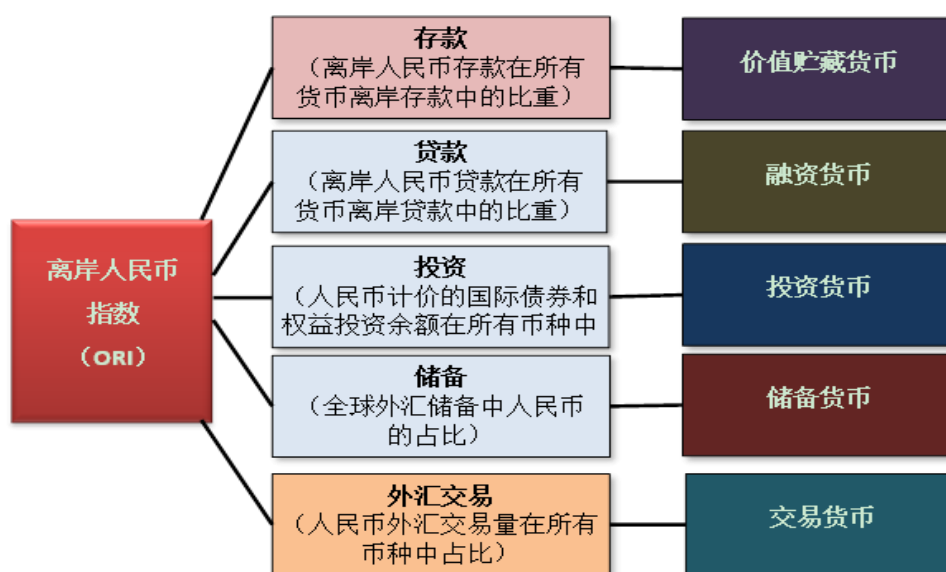 离岸人民币
指数
（ORI）
存款
（离岸人民币存款在所有
货币离岸存款中的比重）
价值贮藏货币
贷款
（离岸人民币贷款在所有
货币离岸贷款中的比重）
融资货币
投资
（人民币计价的国际债券和
权益投资余额在所有币种中
投资货币
储备
（全球外汇储备中人民币
的占比）
储备货币
外汇交易
（人民币外汇交易量在所有
币种中占比）
交易货币